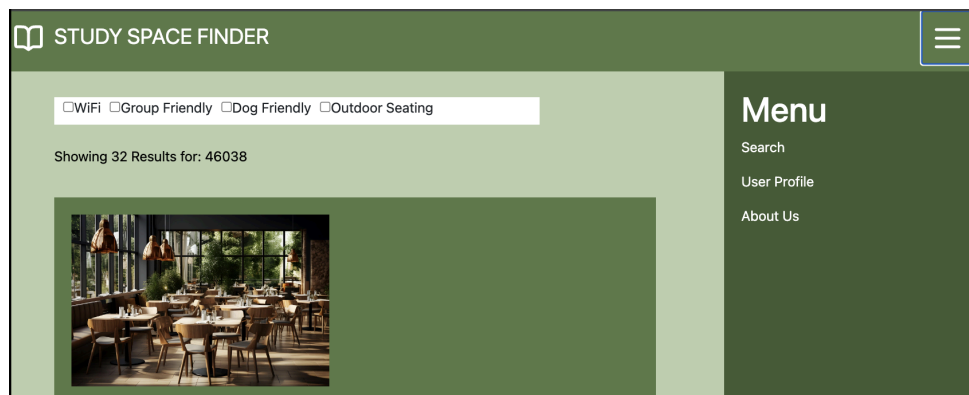 STUDY SPACE FINDER
WiFi Group Friendly Dog Friendly Outdoor Seating
Showing 32 Results for: 46038
Menu
Search
User Profile
About Us